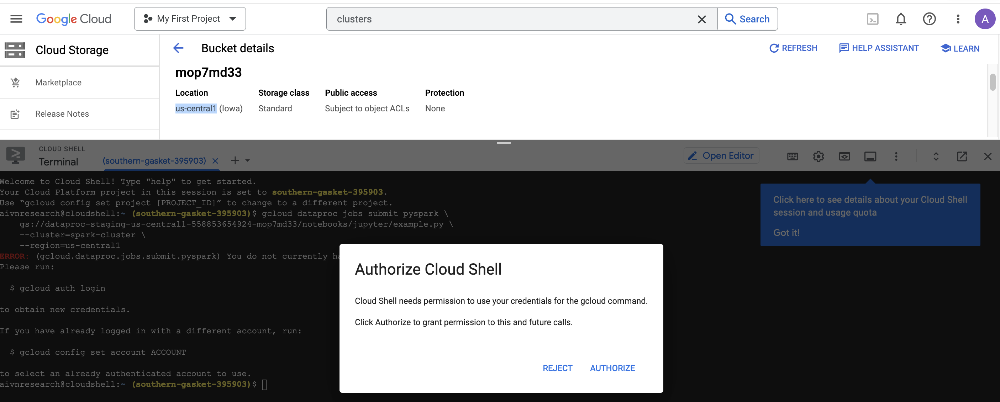 Google Cloud
My First Project
clusters
Search
A
Cloud Storage
Bucket details
REFRESH
HELP ASSISTANT
LEARN
Marketplace
Release Notes
mop7md33
Location Storage class Public access Protection
us-central1 (Iowa) Standard Subject to object ACLs None
CLOUD SHELL
Terminal
(southern-gasket-395903)
Open Editor
Welcome to Cloud Shell! Type "help" to get started.
Your Cloud Platform project in this session is set to southern-gasket-395903.
Use “gcloud config set project [PROJECT_ID]” to change to a different project.
aivnresearch@cloudshell:~ (southern-gasket-395903)$ gcloud dataproc jobs submit pyspark \
gs://dataproc-staging-us-central1-558853654924-mop7md33/notebooks/jupyter/example.py \
--cluster=spark-cluster \
--region=us-central1
ERROR: (gcloud.dataproc.jobs.submit.pyspark) You do not currently ha
Please run:
$ gcloud auth login
to obtain new credentials.
If you have already logged in with a different account, run:
$ gcloud config set account ACCOUNT
to select an already authenticated account to use.
aivnresearch@cloudshell:~ (southern-gasket-395903)$
Click here to see details about your Cloud Shell
session and usage quota
Got it!
Authorize Cloud Shell
Cloud Shell needs permission to use your credentials for the gcloud command.
Click Authorize to grant permission to this and future calls.
REJECT
AUTHORIZE